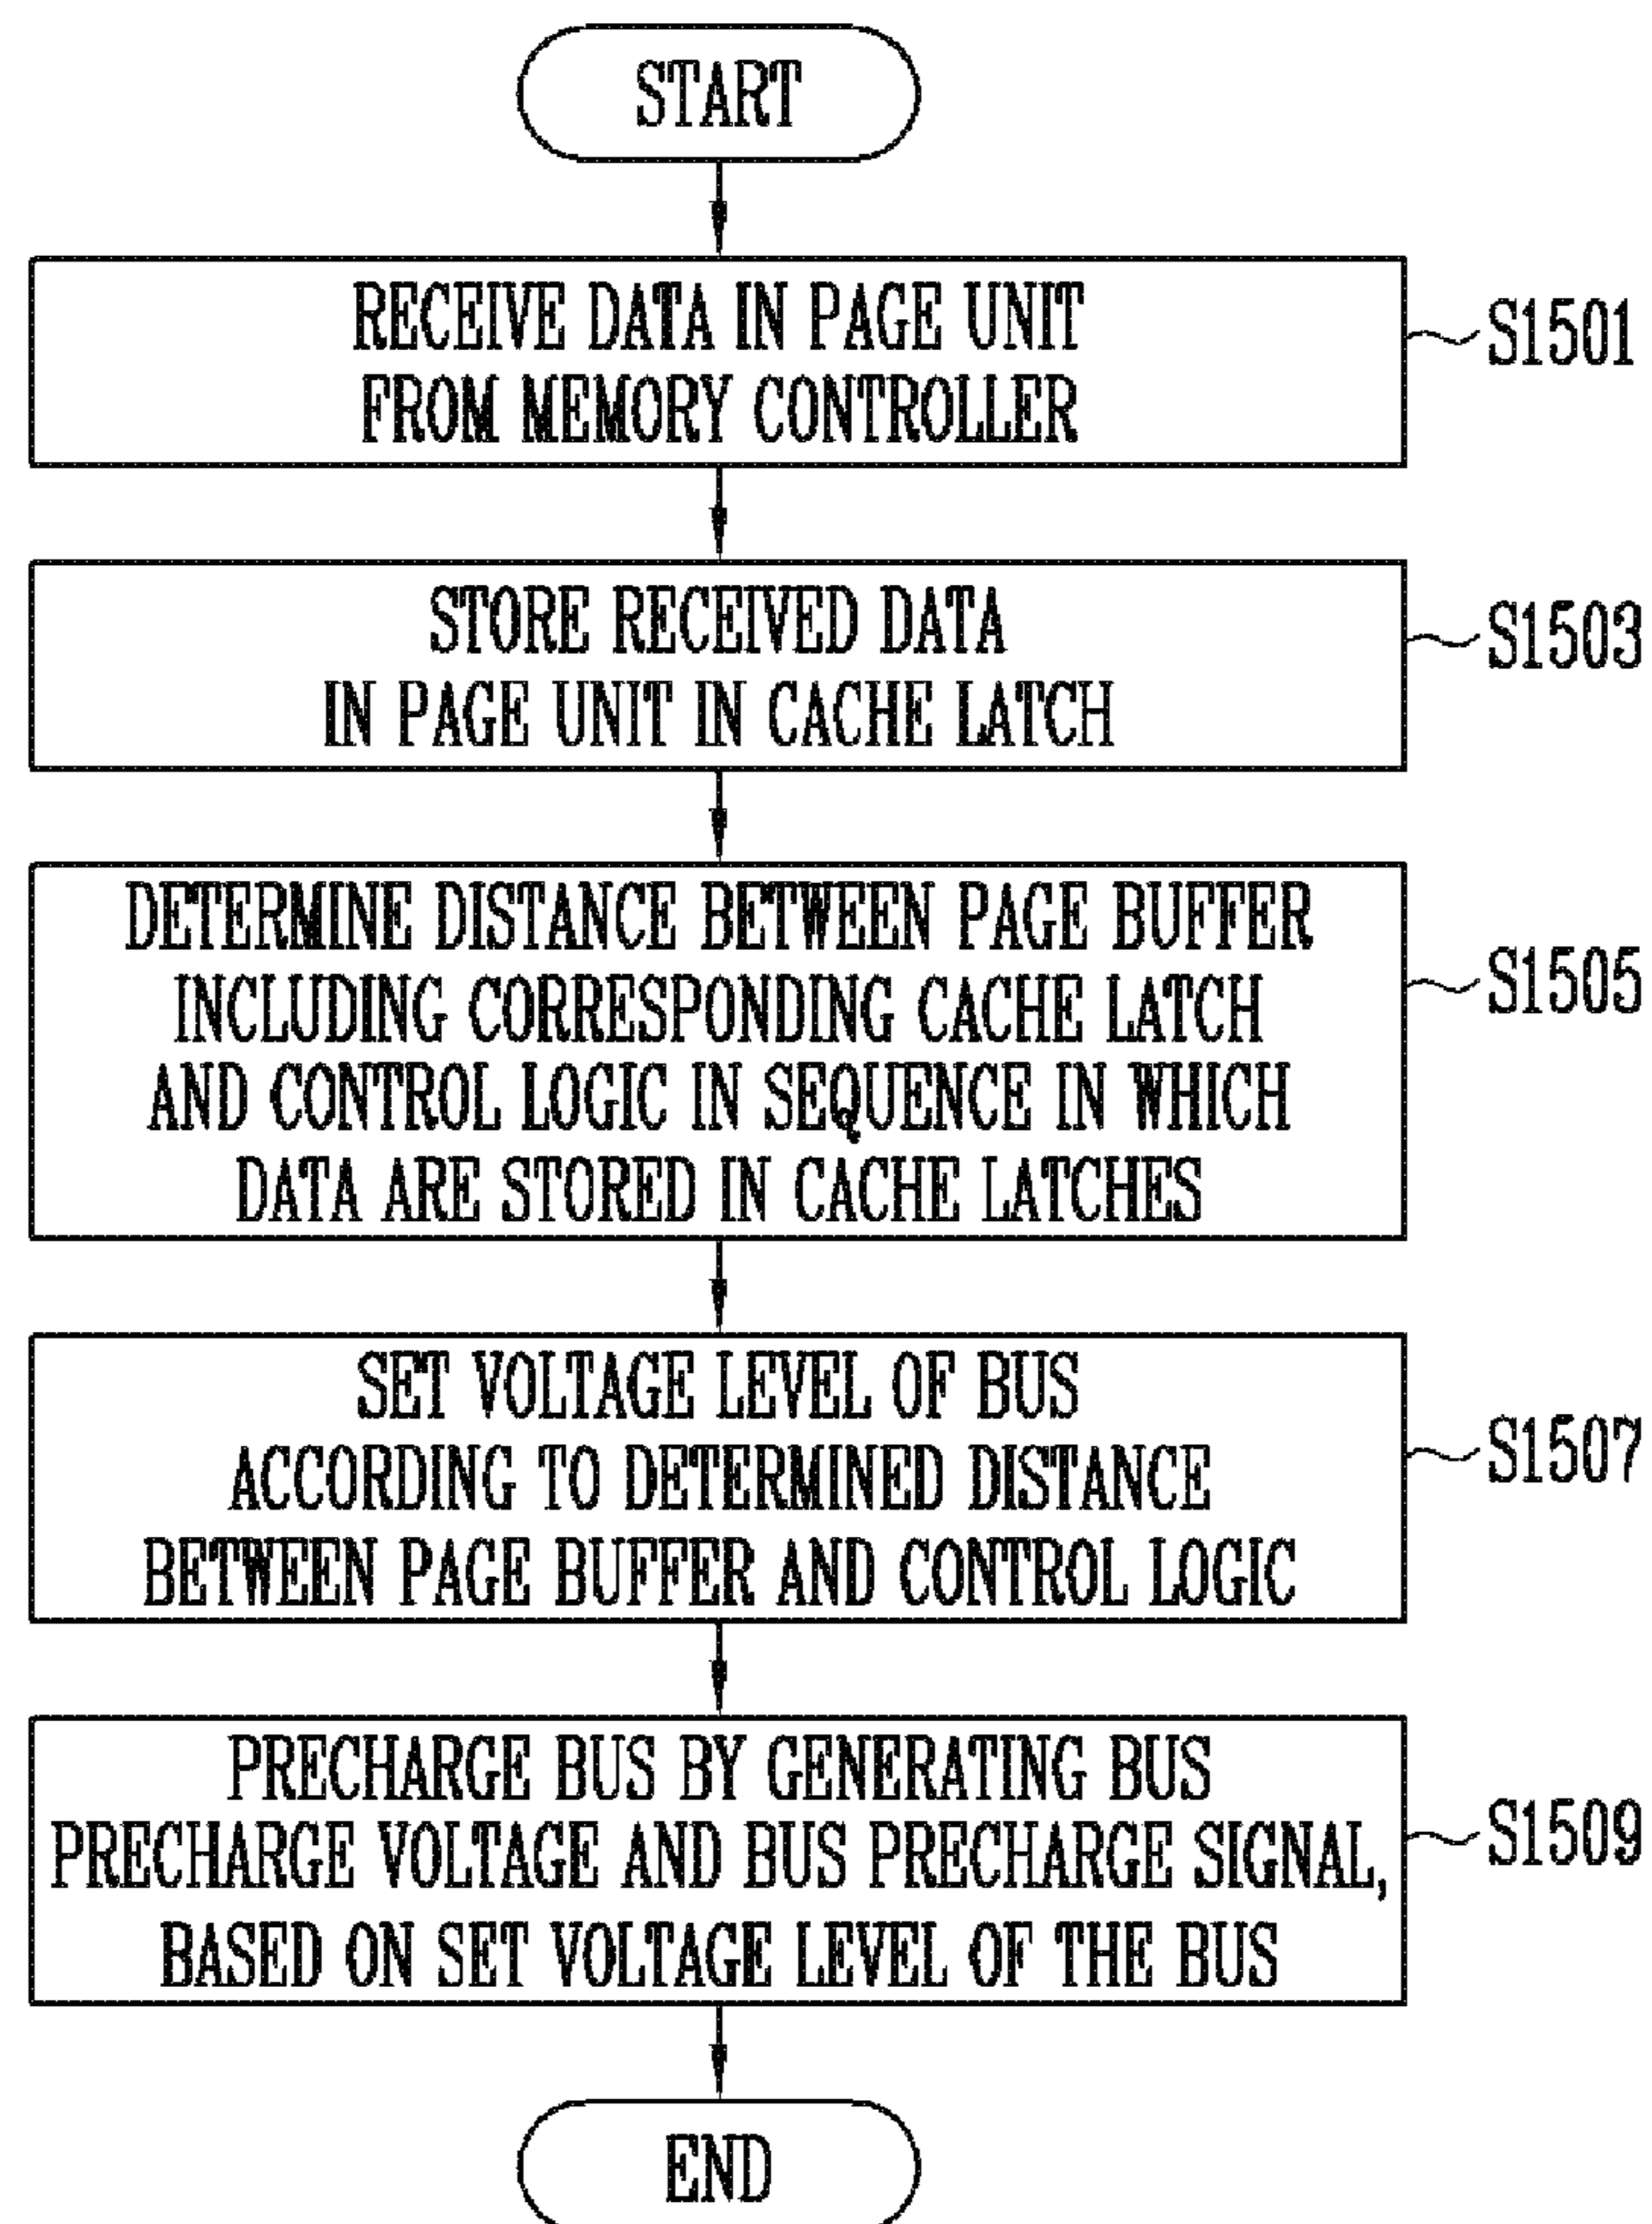 START
RECEIVE DATA IN PAGE UNIT
FROM MEMORY CONTROLLER
S1501
STORE RECEIVED DATA
IN PAGE UNIT IN CACHE LATCH
S1503
DETERMINE DISTANCE BETWEEN PAGE BUFFER
INCLUDING CORRESPONDING CACHE LATCH
AND CONTROL LOGIC IN SEQUENCE IN WHICH
DATA ARE STORED IN CACHE LATCHES
S1505
SET VOLTAGE LEVEL OF BUS
ACCORDING TO DETERMINED DISTANCE
BETWEEN PAGE BUFFER AND CONTROL LOGIC
S1507
PRECHARGE BUS BY GENERATING BUS
PRECHARGE VOLTAGE AND BUS PRECHARGE SIGNAL,
BASED ON SET VOLTAGE LEVEL OF THE BUS
S1509
END